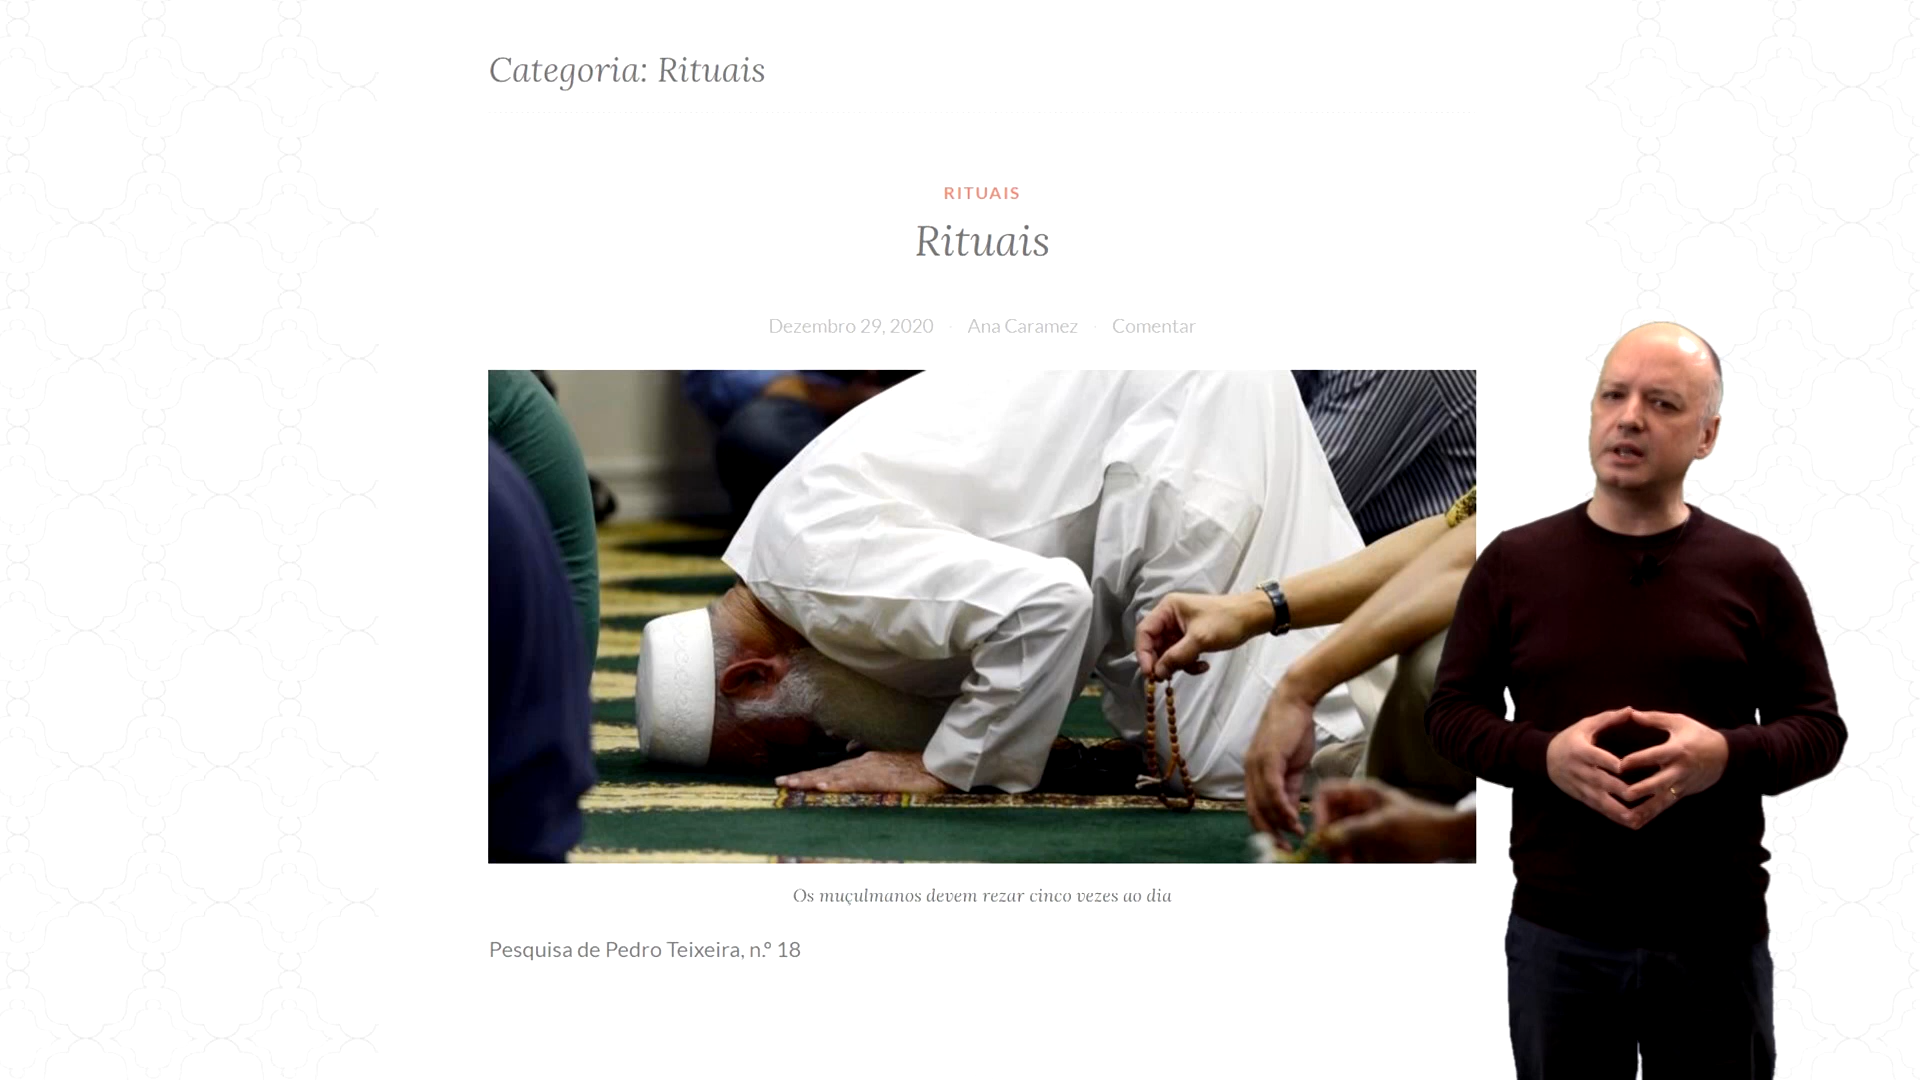 Categoria: Rituais
RITUAIS
Rituais
Dezembro 29, 2020 · Ana Caramez · Comentar
Os muçulmanos devem rezar cinco vezes ao dia
Pesquisa de Pedro Teixeira, n.º 18